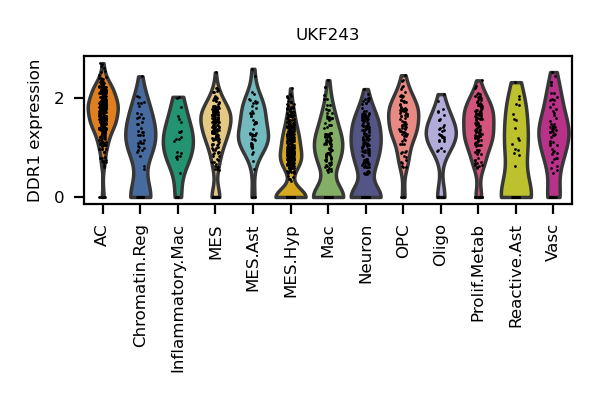 UKF243
DDR1 expression
2
0
AC
Chromatin.Reg
Inflammatory.Mac
MES
MES.Ast
MES.Hyp
Mac
Neuron
OPC
Oligo
Prolif.Metab
Reactive.Ast
Vasc